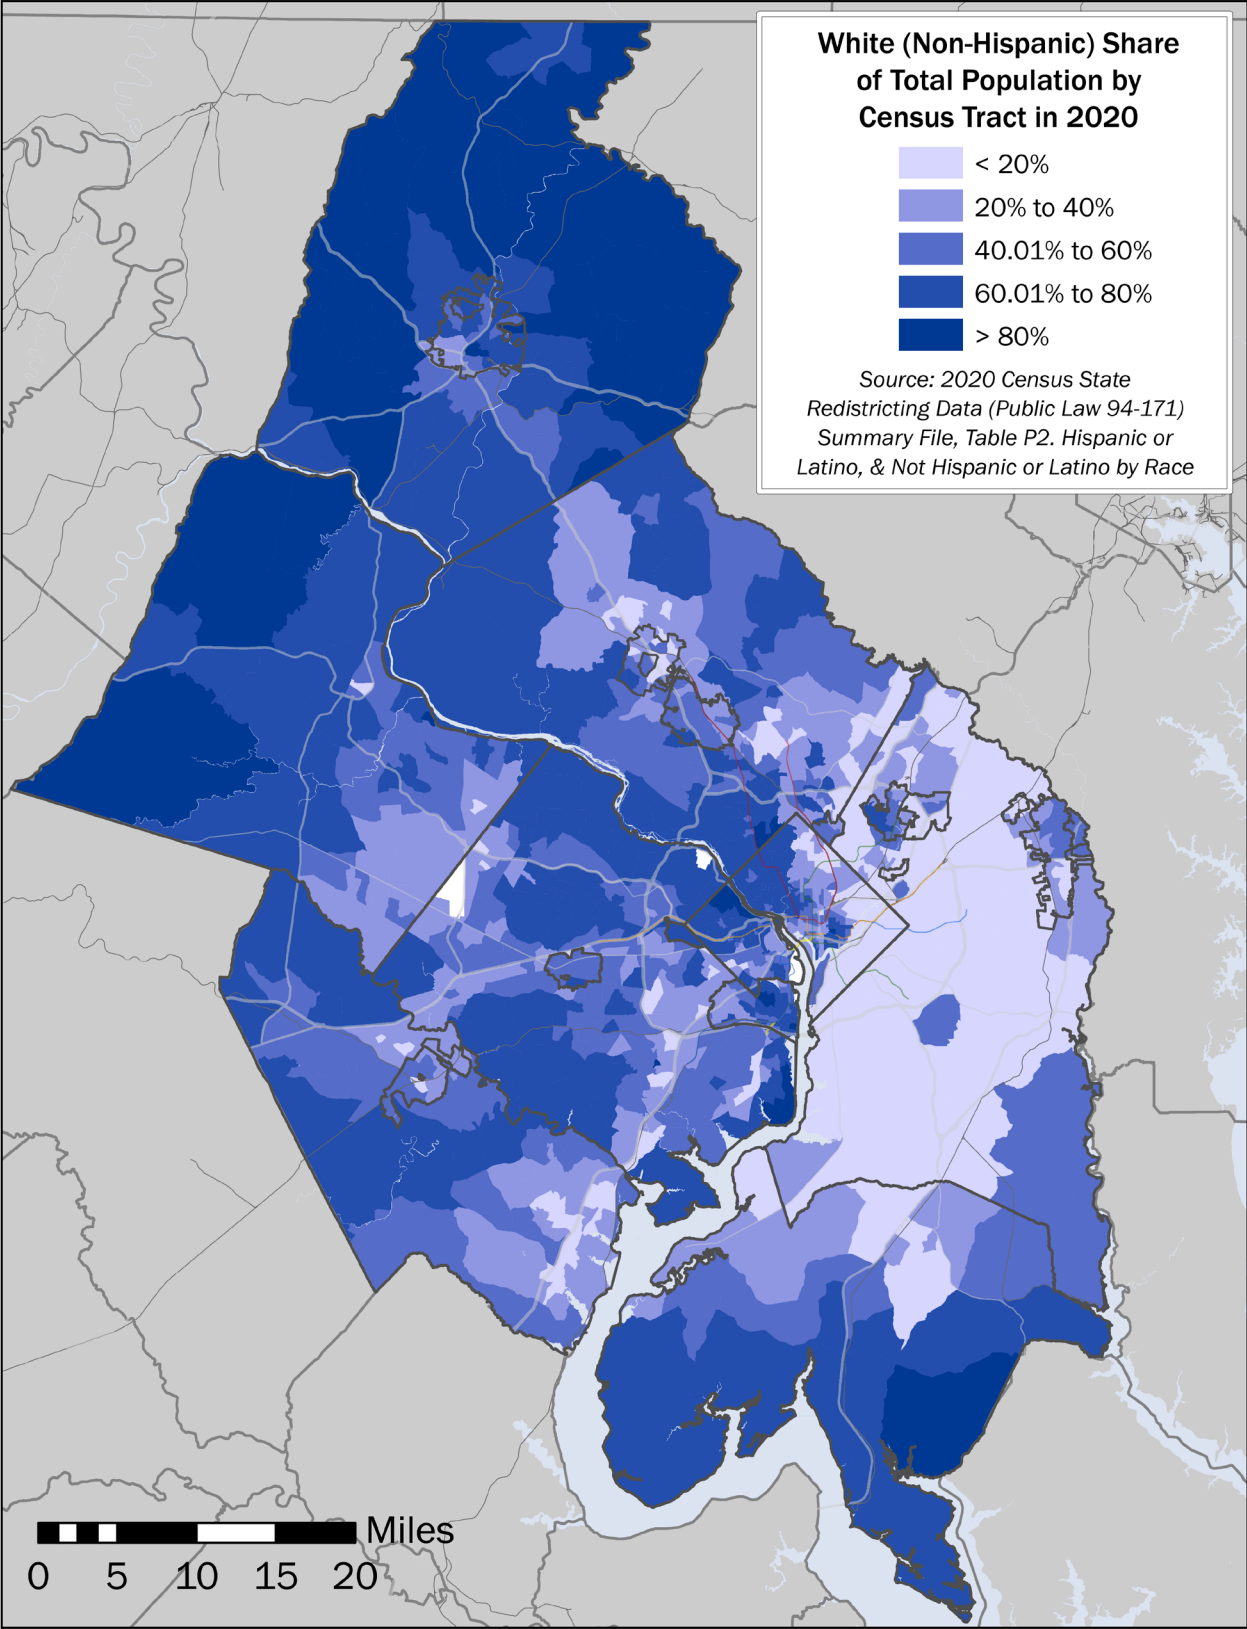 White (Non-Hispanic) Share
of Total Population by
Census Tract in 2020
< 20%
20% to 40%
40.01% to 60%
60.01% to 80%
> 80%
Source: 2020 Census State
Redistricting Data (Public Law 94-171)
Summary File, Table P2. Hispanic or
Latino, & Not Hispanic or Latino by Race
Miles
0 5 10 15 20